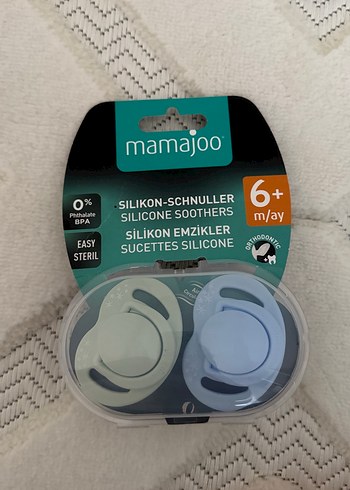 mamajoo
0%
Phthalate
BPA
EASY
STERIL
SILIKON-SCHNULLER
SILICONE SOOTHERS
SİLİKON EMZİKLER
SUCETTES SILICONE
6+
m/ay
ORTHODONTIC